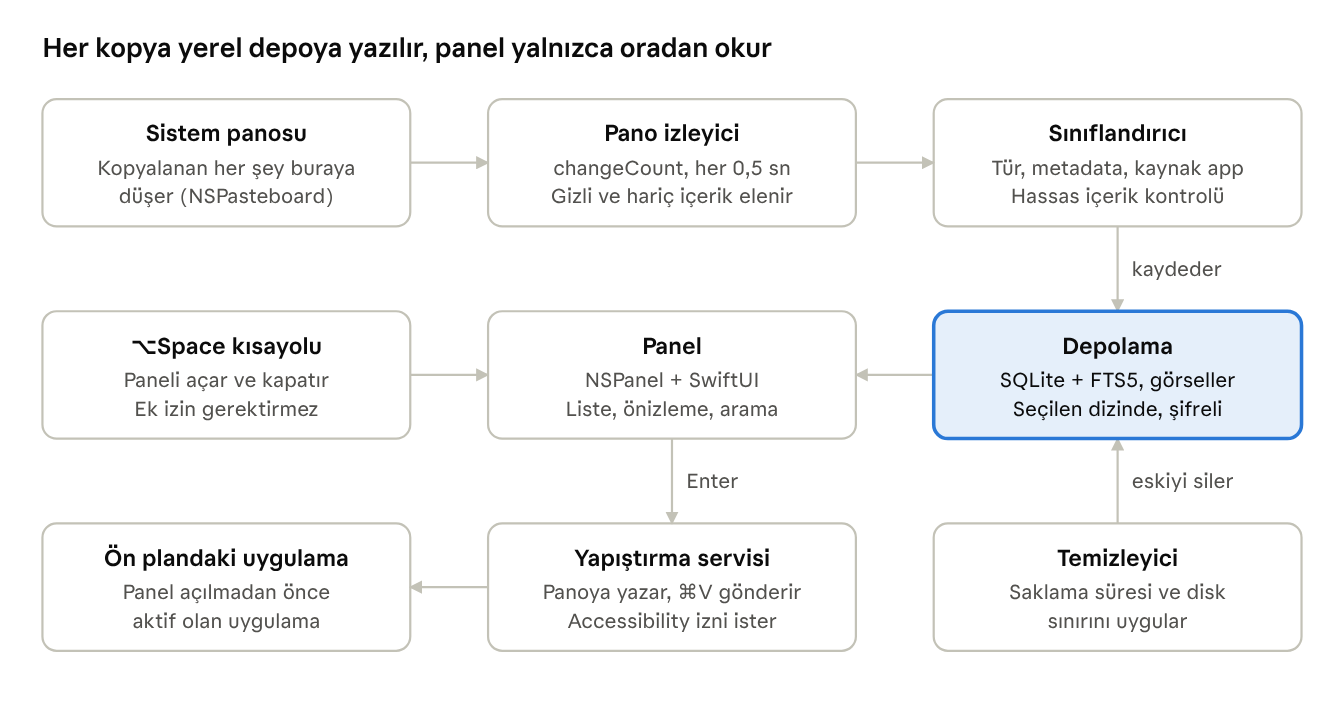 Her kopya yerel depoya yazılır, panel yalnızca oradan okur
Sistem panosu
Kopyalanan her şey buraya
düşer (NSPasteboard)
Pano izleyici
changeCount, her 0,5 sn
Gizli ve hariç içerik elenir
Sınıflandırıcı
Tür, metadata, kaynak app
Hassas içerik kontrolü
kaydeder
⌥Space kısayolu
Paneli açar ve kapatır
Ek izin gerektirmez
Panel
NSPanel + SwiftUI
Liste, önizleme, arama
Depolama
SQLite + FTS5, görseller
Seçilen dizinde, şifreli
Enter
eskiyi siler
Ön plandaki uygulama
Panel açılmadan önce
aktif olan uygulama
Yapıştırma servisi
Panoya yazar, ⌘V gönderir
Accessibility izni ister
Temizleyici
Saklama süresi ve disk
sınırını uygular